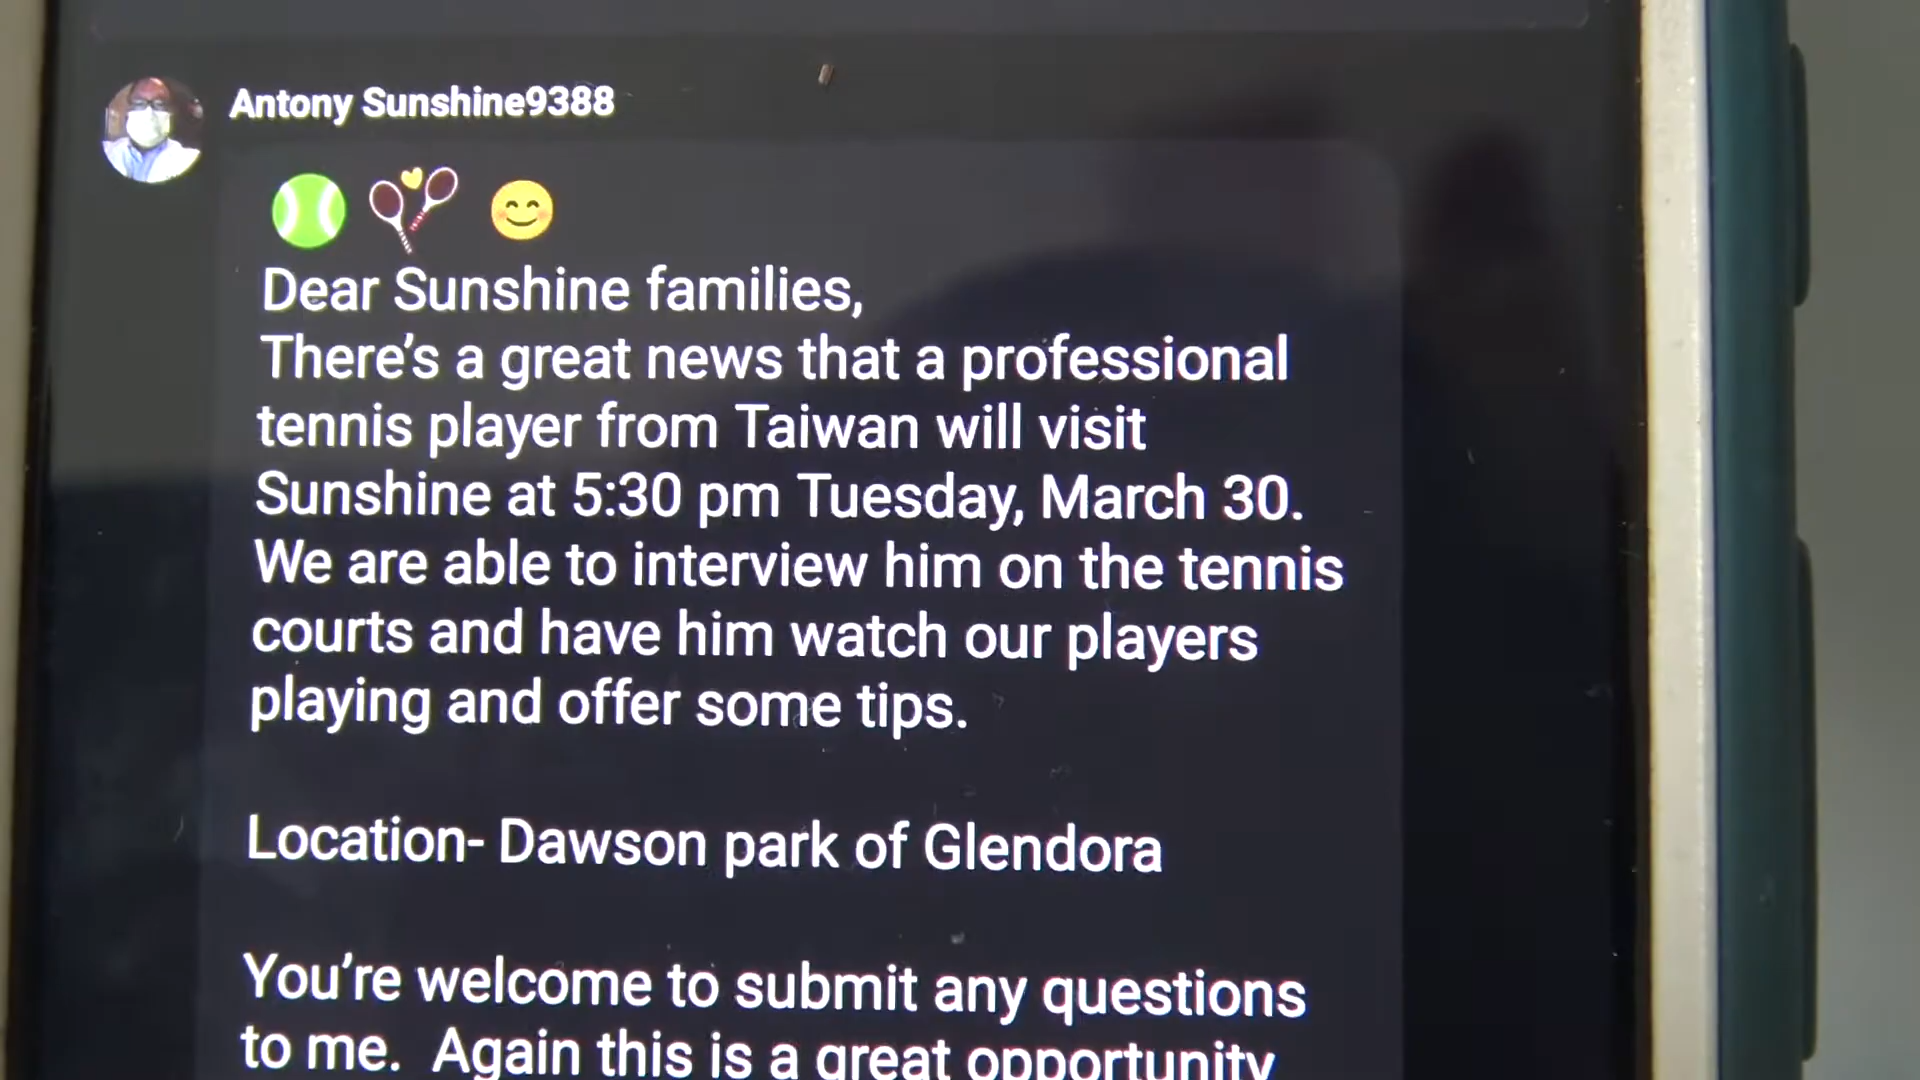 Antony Sunshine9388
Dear Sunshine families,
There's a great news that a professional
tennis player from Taiwan will visit
Sunshine at 5:30 pm Tuesday, March 30.
We are able to interview him on the tennis
courts and have him watch our players
playing and offer some tips.
Location- Dawson park of Glendora
You're welcome to submit any questions
to me.  Again this is a great opportunity